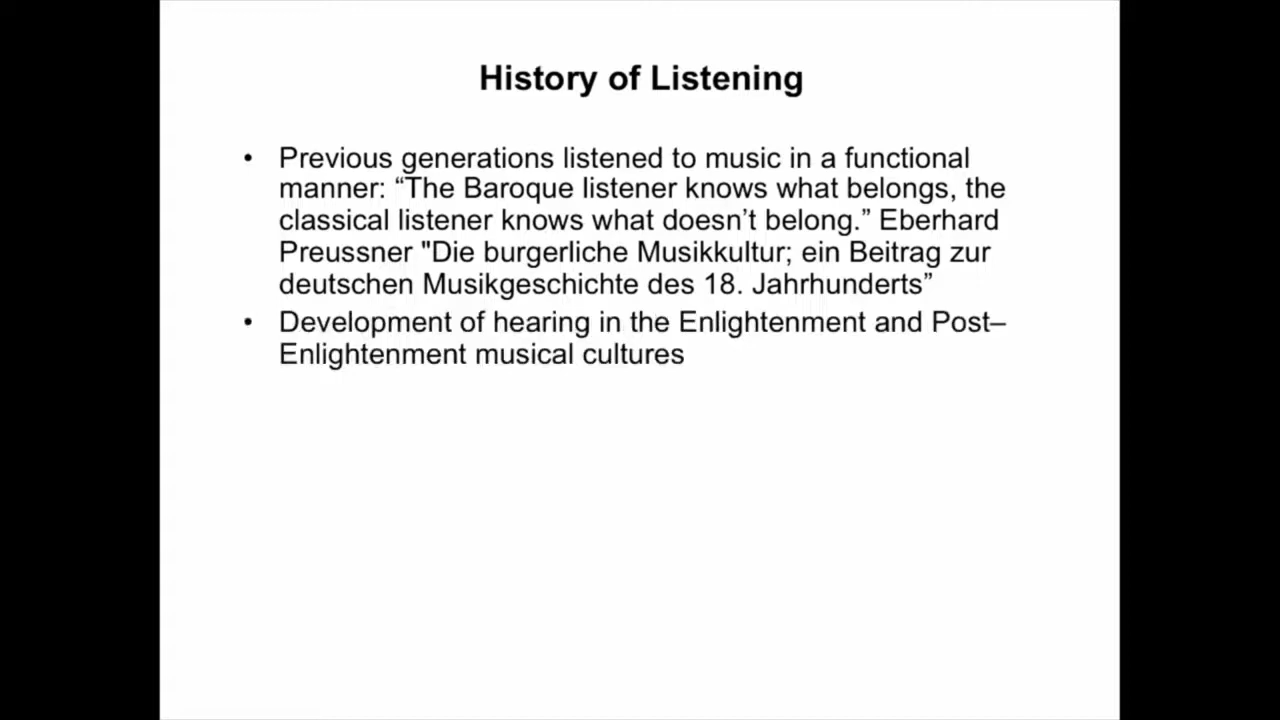 History of Listening
• Previous generations listened to music in a functional
manner: “The Baroque listener knows what belongs, the
classical listener knows what doesn’t belong.” Eberhard
Preussner "Die burgerliche Musikkultur; ein Beitrag zur
deutschen Musikgeschichte des 18. Jahrhunderts”
• Development of hearing in the Enlightenment and Post–
Enlightenment musical cultures